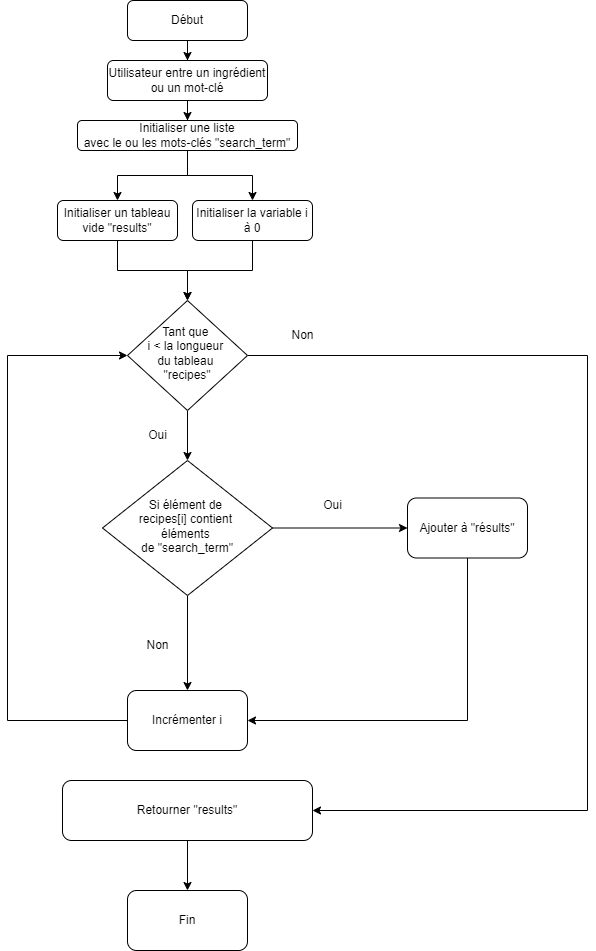 Début
Utilisateur entre un ingrédient
ou un mot-clé
Initialiser une liste
avec le ou les mots-clés "search_term"
Initialiser un tableau
vide "results"
Initialiser la variable i
à 0
Tant que
i < la longueur
du tableau
"recipes"
Non
Oui
Si élément de
recipes[i] contient
éléments
de "search_term"
Oui
Ajouter à "résults"
Non
Incrémenter i
Retourner "results"
Fin